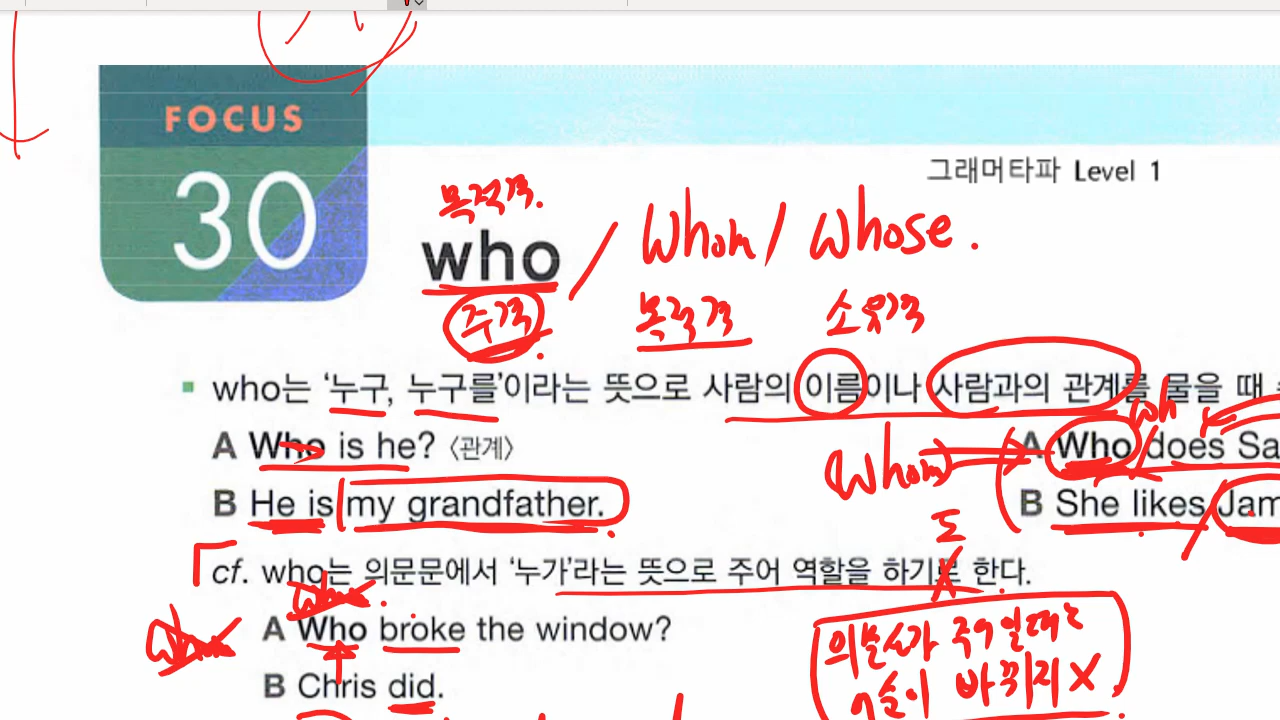 FOCUS
30
그래머타파 Level 1
목적격.
who / Whom / whose.
주격. 목적격 소유격
who는 '누구, 누구를'이라는 뜻으로 사람의 이름이나 사람과의 관계를 물을 때
A Who is he? 〈관계〉
Whom
A Who does Sa
wh
B He is my grandfather.
B She likes Jam
도
cf. who는 의문문에서 '누가'라는 뜻으로 주어 역할을 하기로 한다.
A Who broke the window?
의문사가 주어일때는
어순이 바뀌지 X.
B Chris did.